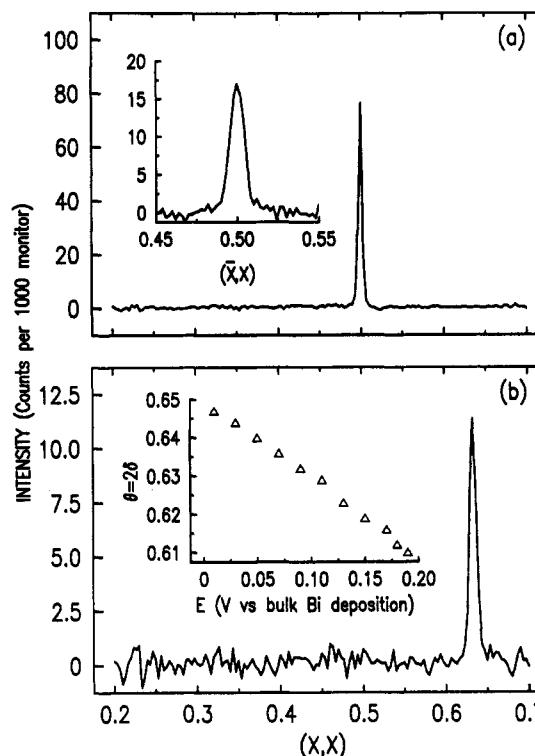 INTENSITY (Counts per 1000 monitor)
(a)
100
80
60
40
20
0
20
15
10
5
0
0.45 0.50 0.55
(X̄,X)
(b)
12.5
10.0
7.5
5.0
2.5
0
0.65
0.64
0.63
0.62
0.61
θ=2δ
0 0.05 0.10 0.15 0.20
E (V vs bulk Bi deposition)
0.2 0.3 0.4 0.5 0.6 0.7
(X,X)